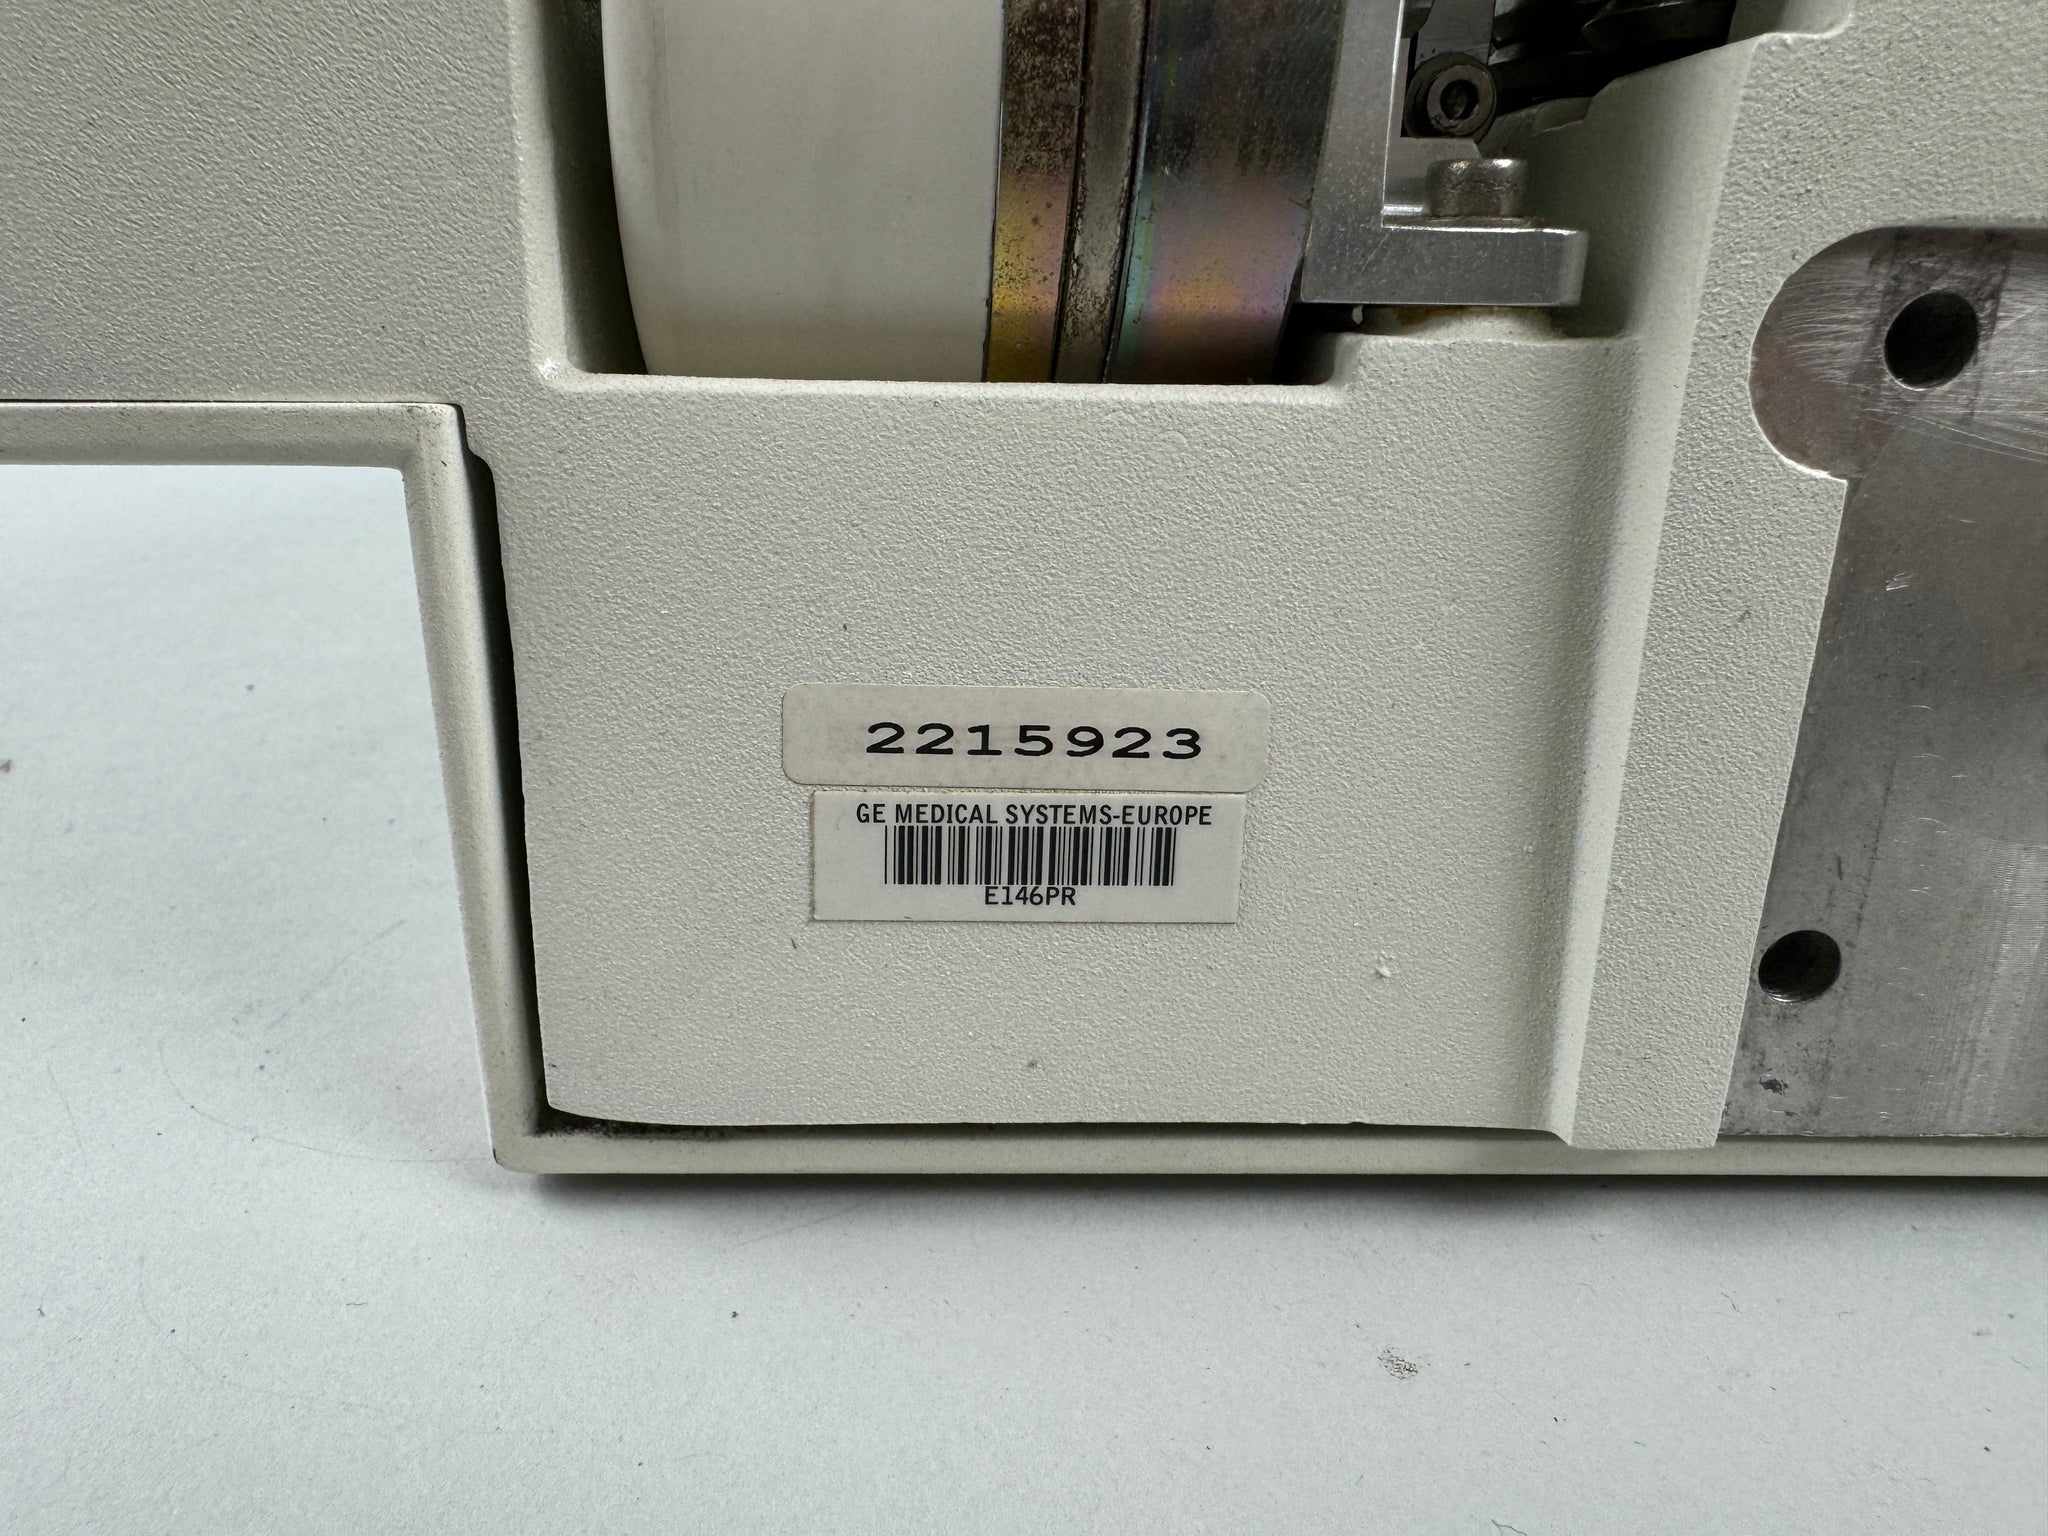 2215923
GE MEDICAL SYSTEMS-EUROPE
E146PR